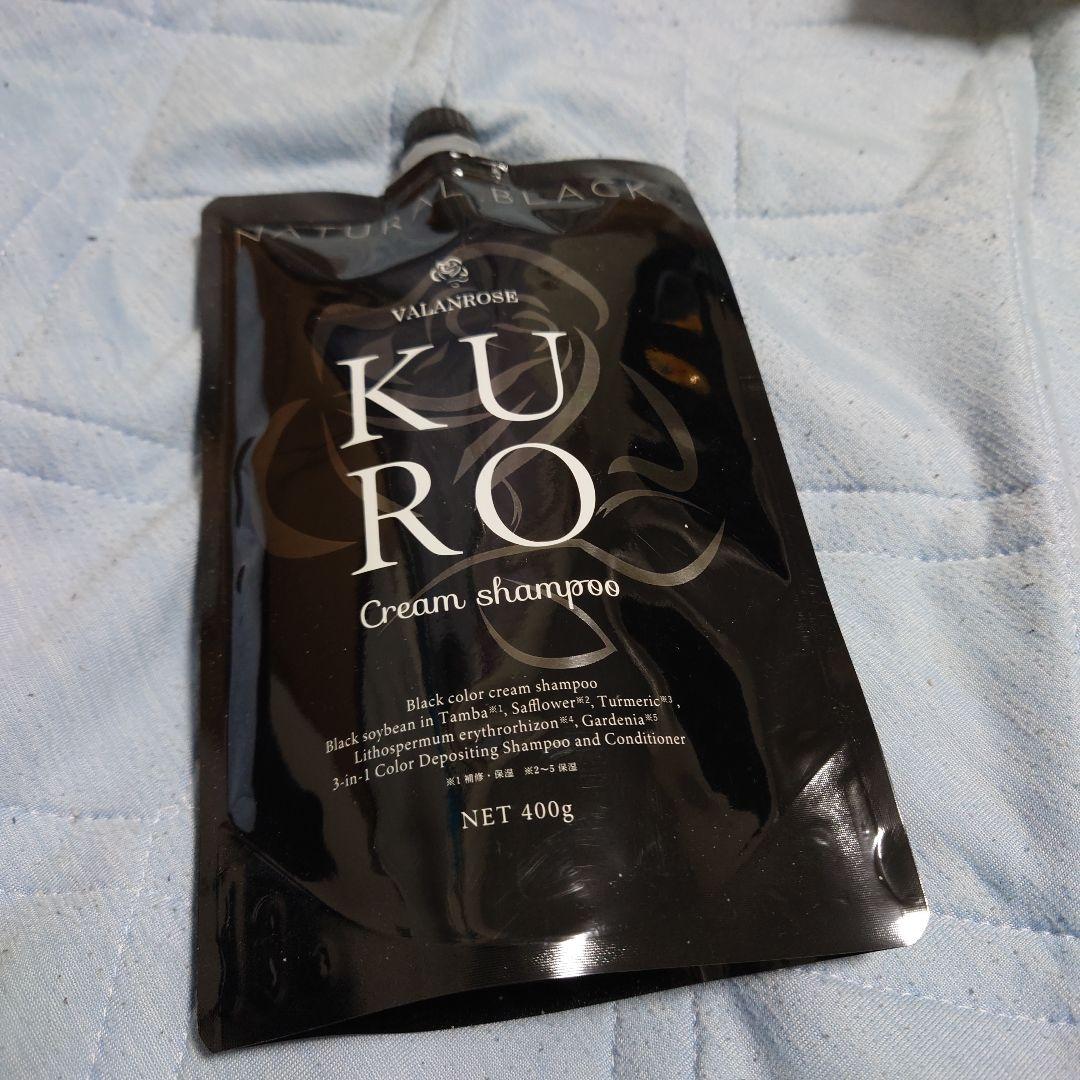 NATURAL BLACK
VALANROSE
KU
RO
Cream shampoo
Black color cream shampoo
Black soybean in Tamba※1, Safflower※2, Turmeric※3,
Lithospermum erythrorhizon※4, Gardenia※5
3-in-1 Color Depositing Shampoo and Conditioner
※1 補修・保湿 ※2〜5 保湿
NET 400g